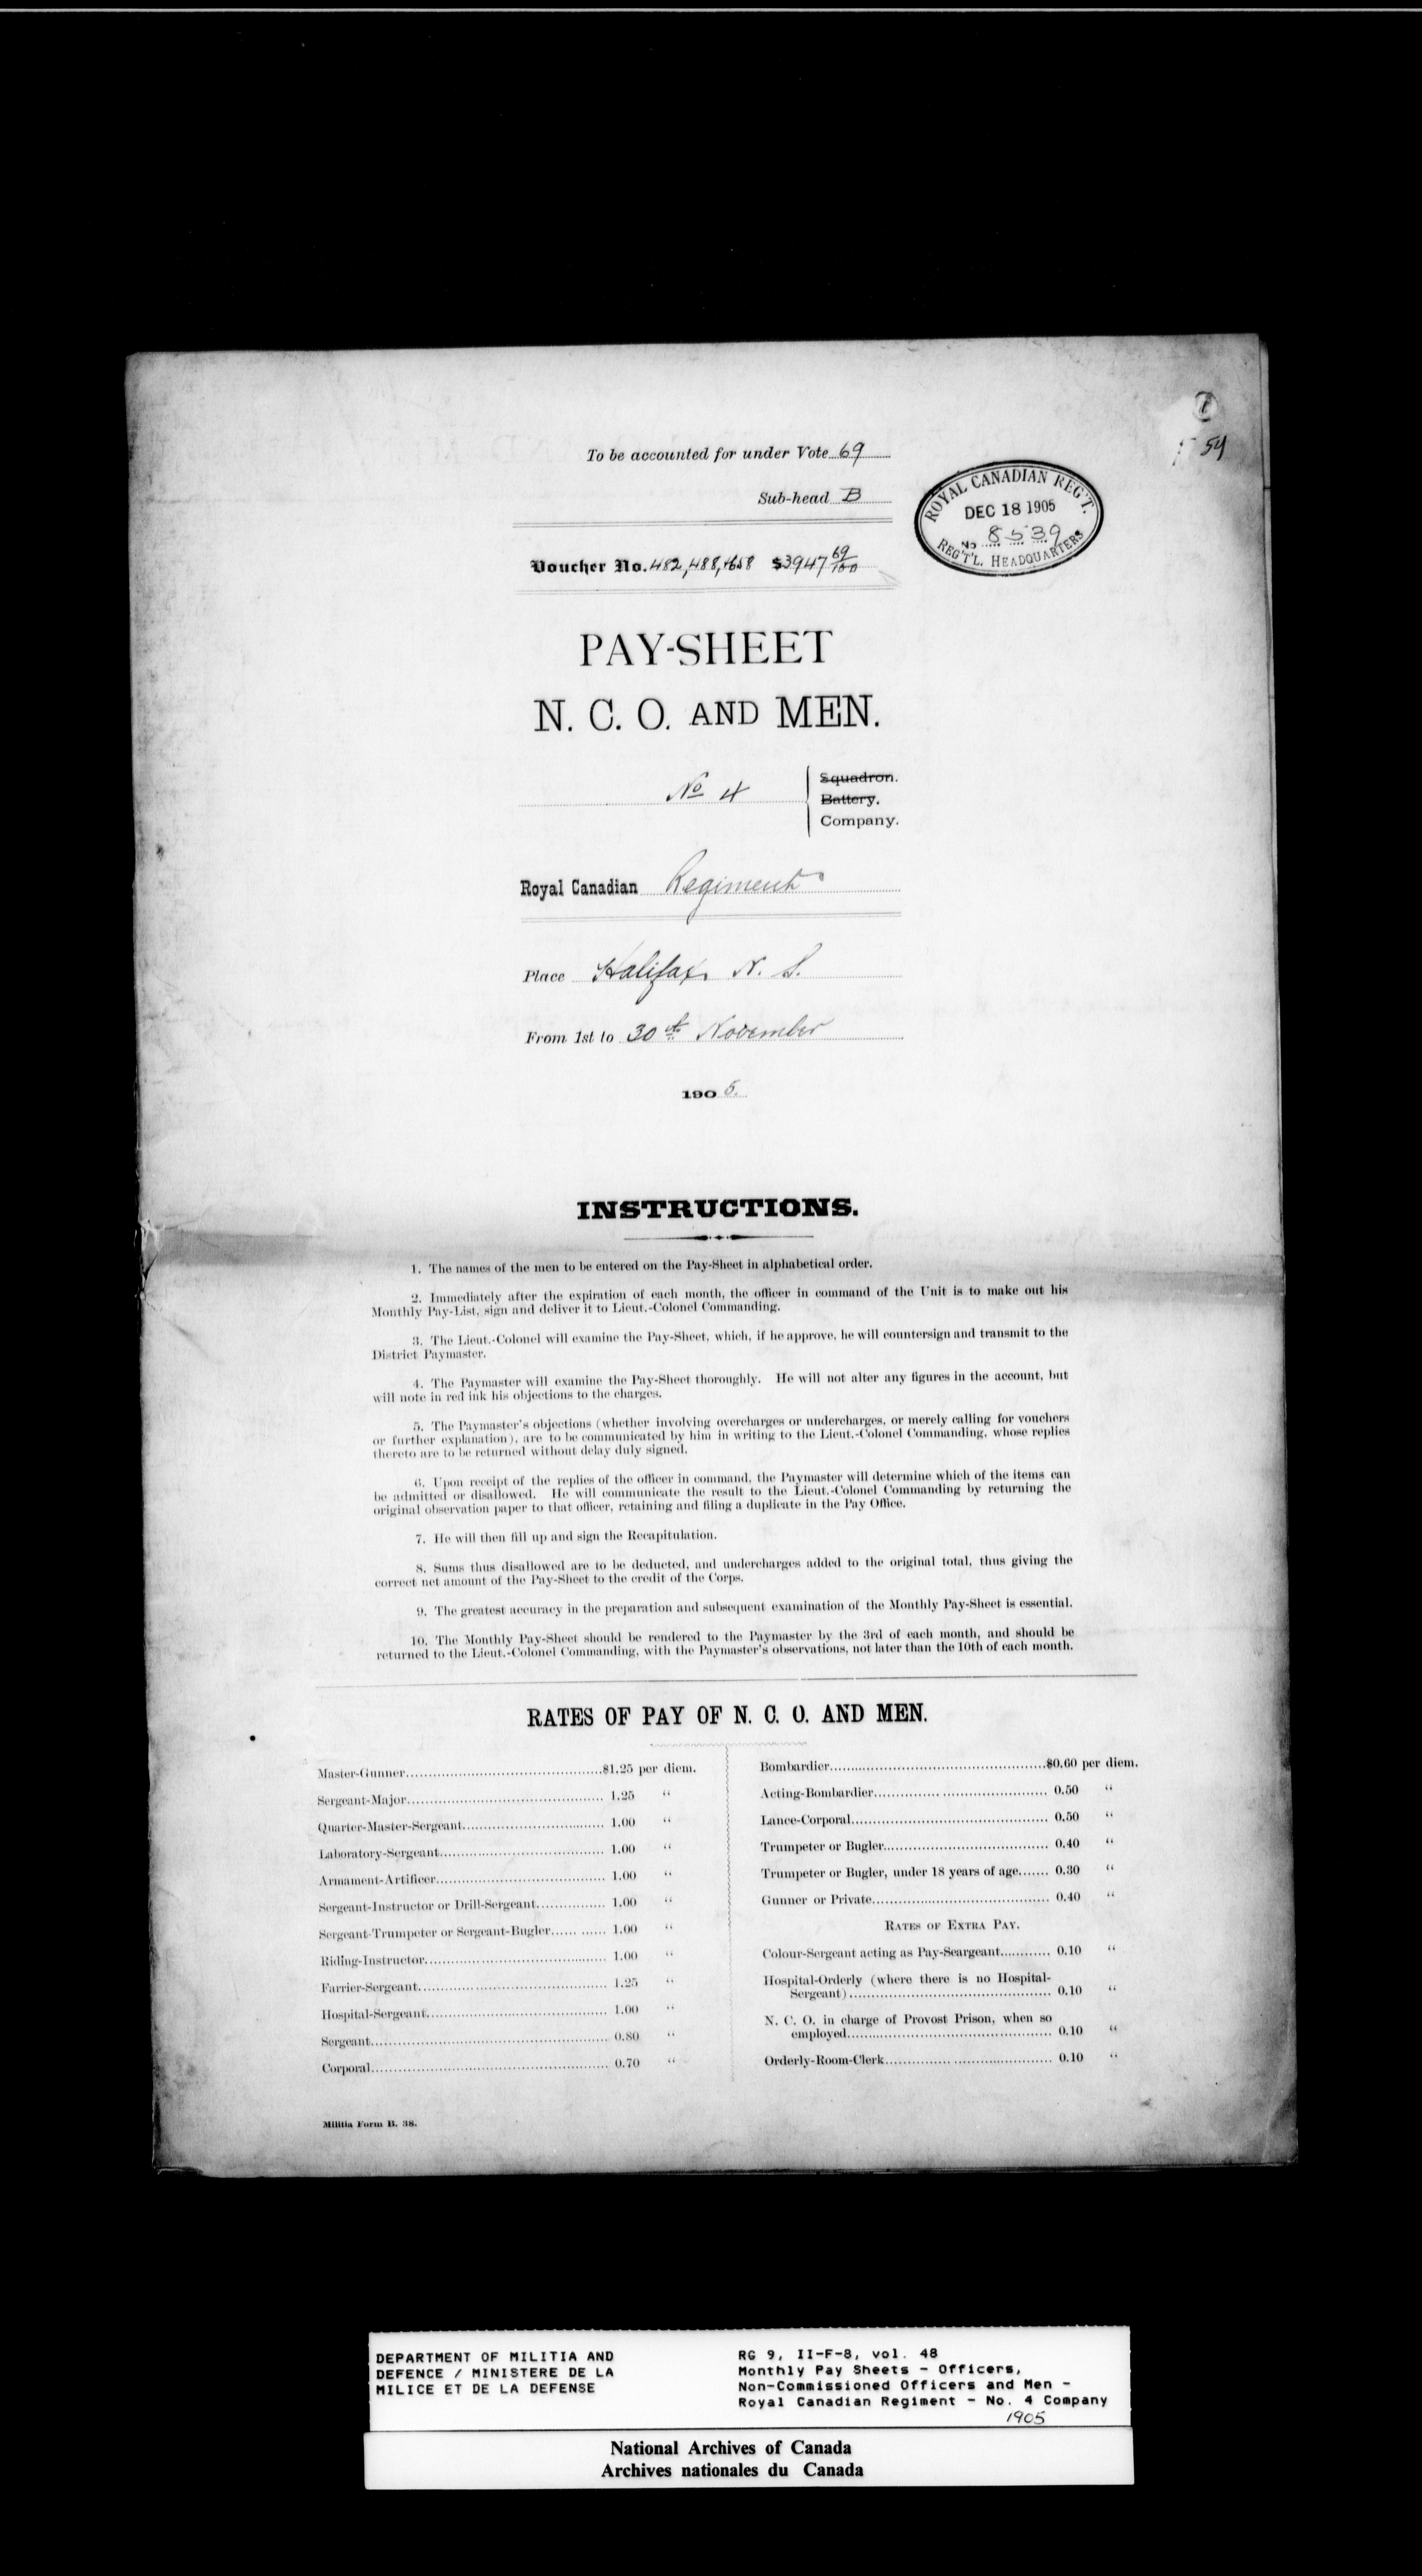 54
To be accounted for under Vote 69
Sub-head B
ROYAL CANADIAN REG'T.
DEC 18 1905
No 8539
REG'T'L. HEADQUARTERS
Voucher No. 482, 488, 4658 $3947 69/100
PAY-SHEET
N. C. O. AND MEN.
No 4
Squadron.
Battery.
Company.
Royal Canadian Regiment
Place Halifax N. S.
From 1st to 30th November
1905.
INSTRUCTIONS.
1. The names of the men to be entered on the Pay-Sheet in alphabetical order.
2. Immediately after the expiration of each month, the officer in command of the Unit is to make out his
Monthly Pay-List, sign and deliver it to Lieut.-Colonel Commanding.
3. The Lieut.-Colonel will examine the Pay-Sheet, which, if he approve, he will countersign and transmit to the
District Paymaster.
4. The Paymaster will examine the Pay-Sheet thoroughly. He will not alter any figures in the account, but
will note in red ink his objections to the charges.
5. The Paymaster's objections (whether involving overcharges or undercharges, or merely calling for vouchers
or further explanation), are to be communicated by him in writing to the Lieut.-Colonel Commanding, whose replies
thereto are to be returned without delay duly signed.
6. Upon receipt of the replies of the officer in command, the Paymaster will determine which of the items can
be admitted or disallowed. He will communicate the result to the Lieut.-Colonel Commanding by returning the
original observation paper to that officer, retaining and filing a duplicate in the Pay Office.
7. He will then fill up and sign the Recapitulation.
8. Sums thus disallowed are to be deducted, and undercharges added to the original total, thus giving the
correct net amount of the Pay-Sheet to the credit of the Corps.
9. The greatest accuracy in the preparation and subsequent examination of the Monthly Pay-Sheet is essential.
10. The Monthly Pay-Sheet should be rendered to the Paymaster by the 3rd of each month, and should be
returned to the Lieut.-Colonel Commanding, with the Paymaster's observations, not later than the 10th of each month.
RATES OF PAY OF N. C. O. AND MEN.
Master-Gunner $1.25 per diem.
Sergeant-Major 1.25 "
Quarter-Master-Sergeant 1.00 "
Laboratory-Sergeant 1.00 "
Armament-Artificer 1.00 "
Sergeant-Instructor or Drill-Sergeant 1.00 "
Sergeant-Trumpeter or Sergeant-Bugler 1.00 "
Riding-Instructor 1.00 "
Farrier-Sergeant 1.25 "
Hospital-Sergeant 1.00 "
Sergeant 0.80 "
Corporal 0.70 "
Bombardier $0.60 per diem.
Acting-Bombardier 0.50 "
Lance-Corporal 0.50 "
Trumpeter or Bugler 0.40 "
Trumpeter or Bugler, under 18 years of age 0.30 "
Gunner or Private 0.40 "
RATES OF EXTRA PAY.
Colour-Sergeant acting as Pay-Seargeant 0.10 "
Hospital-Orderly (where there is no Hospital-
Sergeant) 0.10 "
N. C. O. in charge of Provost Prison, when so
employed 0.10 "
Orderly-Room-Clerk 0.10 "
Militia Form B. 38.
DEPARTMENT OF MILITIA AND
DEFENCE / MINISTERE DE LA
MILICE ET DE LA DEFENSE
RG 9, II-F-8, vol. 48
Monthly Pay Sheets - Officers,
Non-Commissioned Officers and Men -
Royal Canadian Regiment - No. 4 Company
1905
National Archives of Canada
Archives nationales du Canada